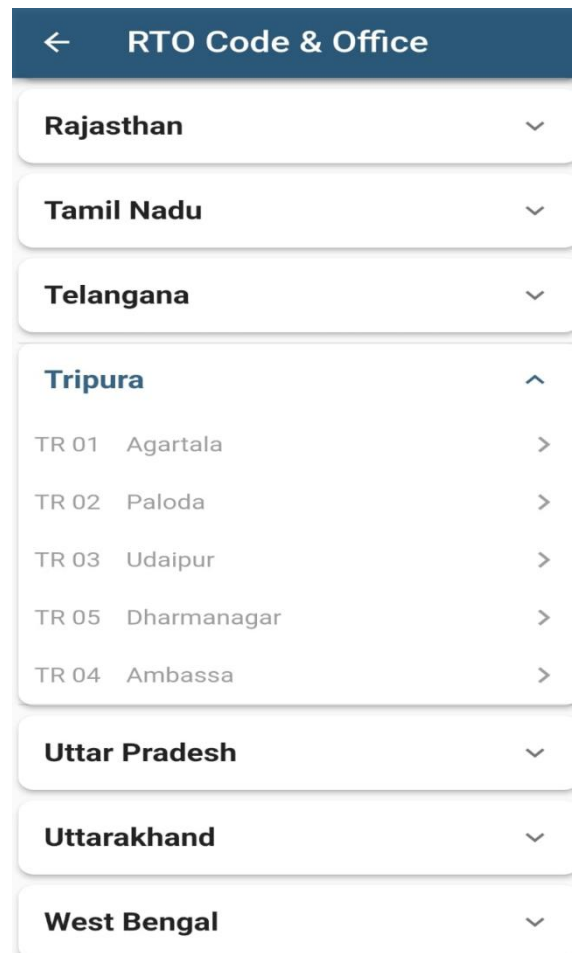 RTO Code & Office
Rajasthan
Tamil Nadu
Telangana
Tripura
TR 01 Agartala
TR 02 Paloda
TR 03 Udaipur
TR 05 Dharmanagar
TR 04 Ambassa
Uttar Pradesh
Uttarakhand
West Bengal